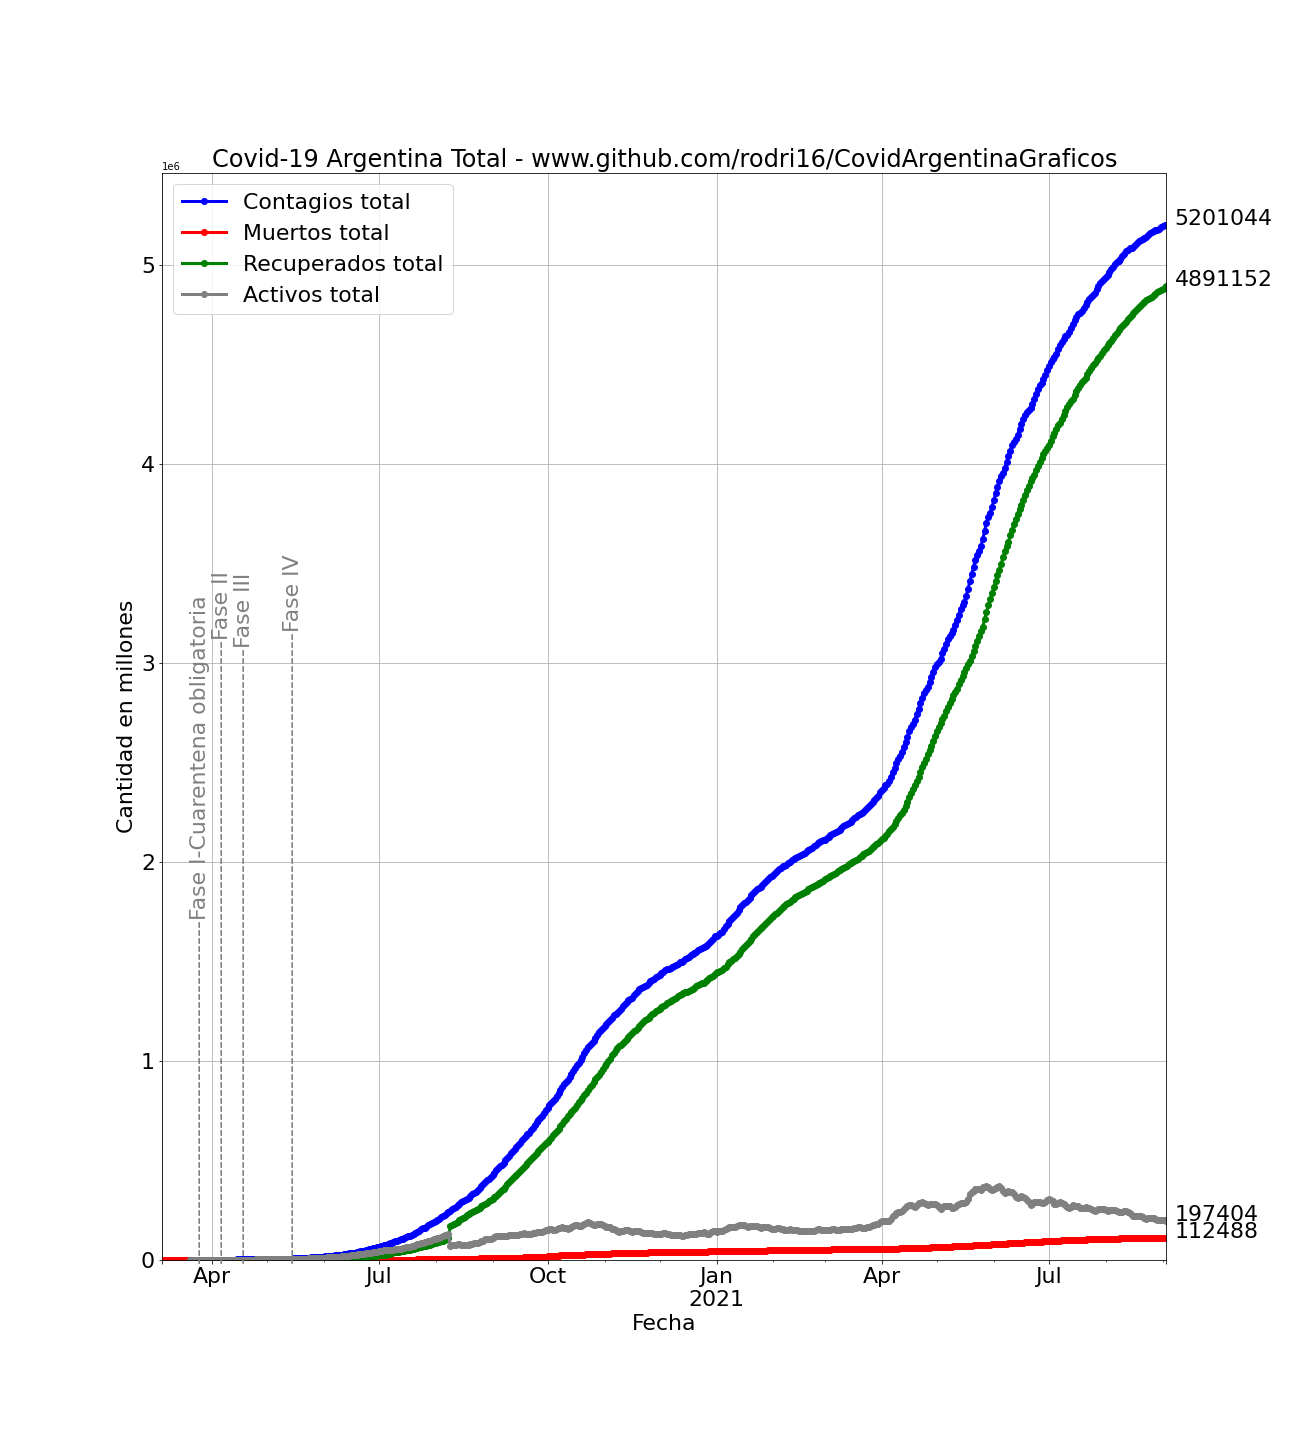 Covid-19 Argentina Total - www.github.com/rodri16/CovidArgentinaGraficos
1e6
Contagios total
Muertos total
Recuperados total
Activos total
5201044
4891152
197404
112488
5
4
3
2
1
0
Cantidad en millones
Fase I-Cuarentena obligatoria
Fase II
Fase III
Fase IV
Apr
Jul
Oct
Jan
2021
Apr
Jul
Fecha